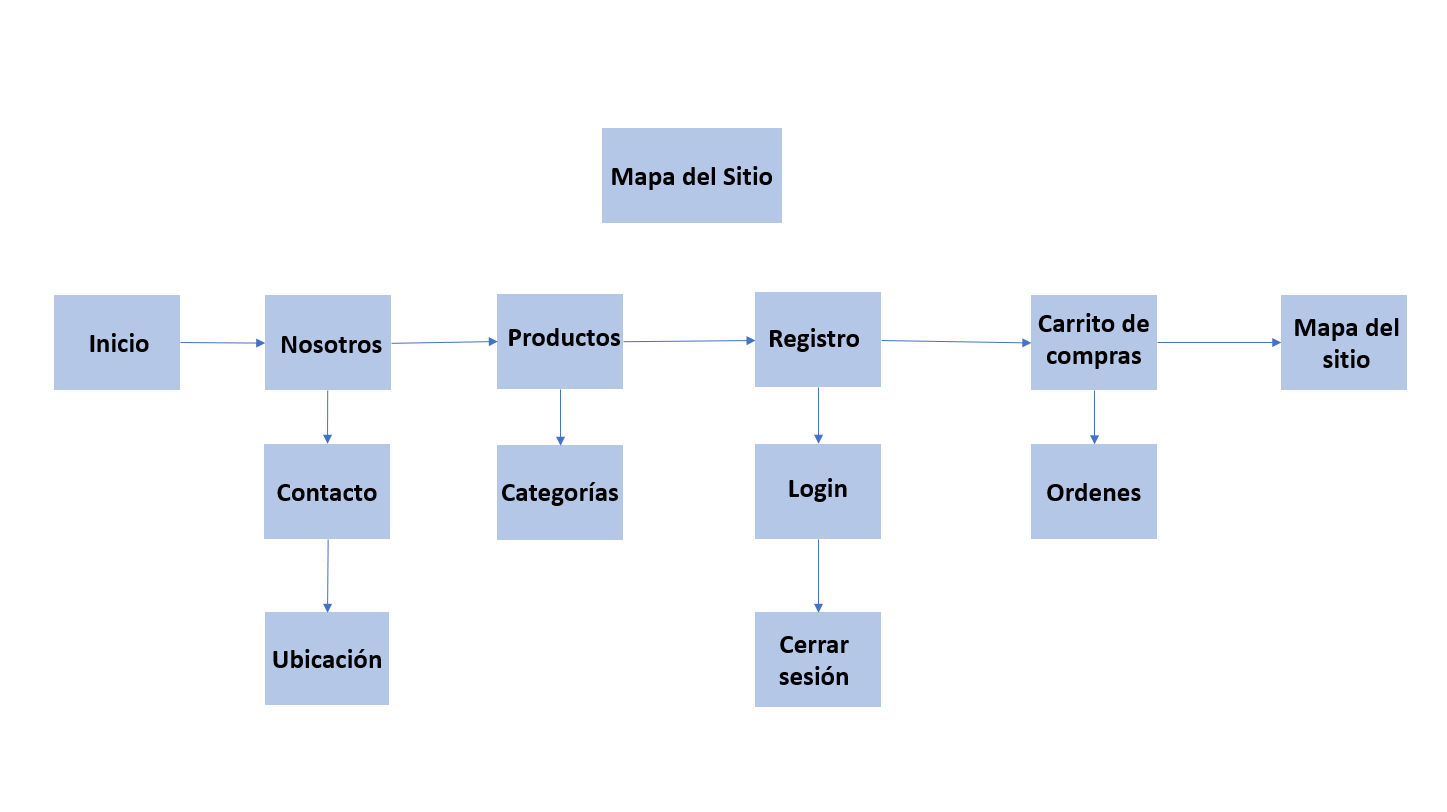 Mapa del Sitio
Inicio
Nosotros
Productos
Registro
Carrito de
compras
Mapa del
sitio
Contacto
Categorías
Login
Ordenes
Ubicación
Cerrar
sesión